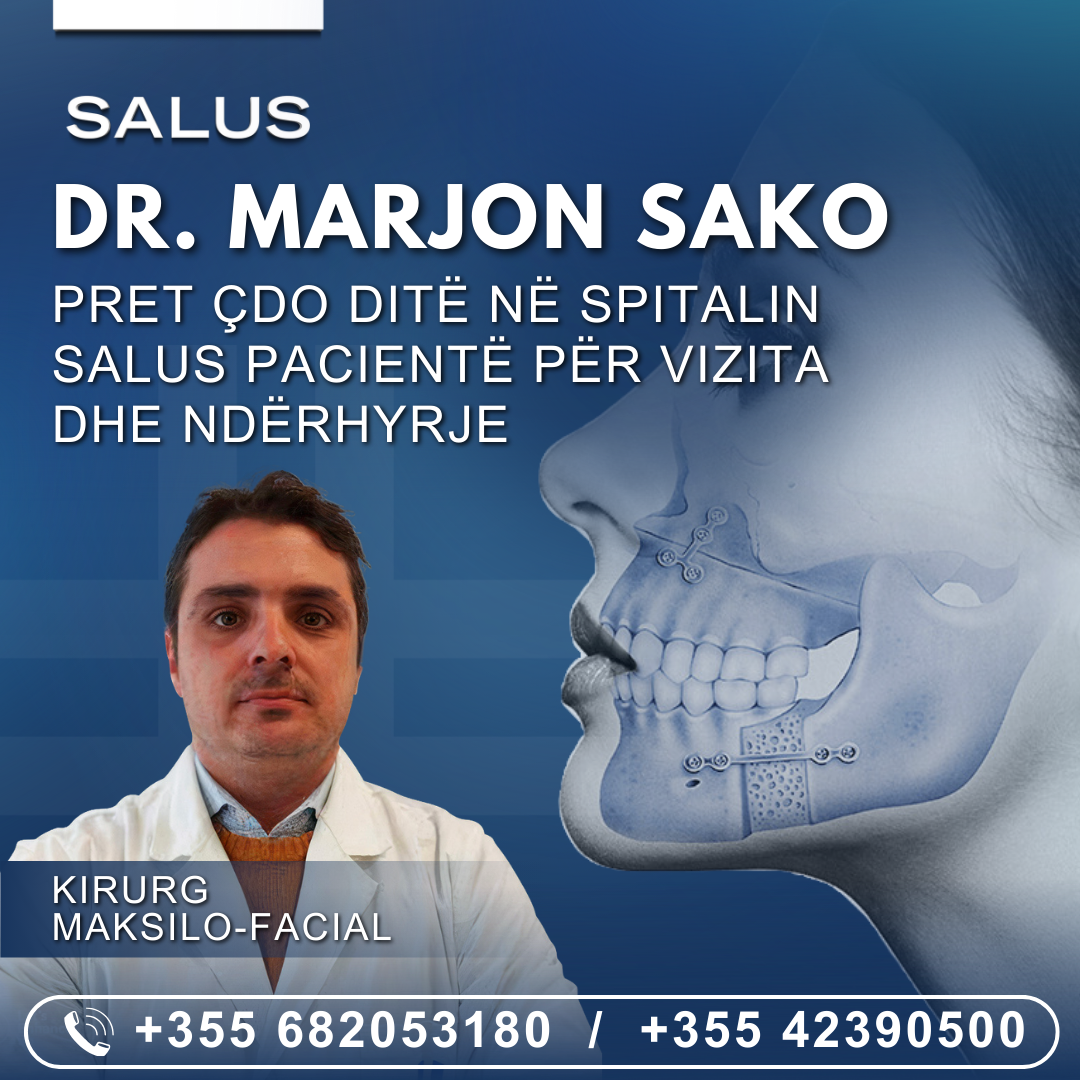 SALUS
DR. MARJON SAKO
PRET ÇDO DITË NË SPITALIN
SALUS PACIENTË PËR VIZITA
DHE NDËRHYRJE
KIRURG
MAKSILO-FACIAL
+355 682053180 / +355 42390500